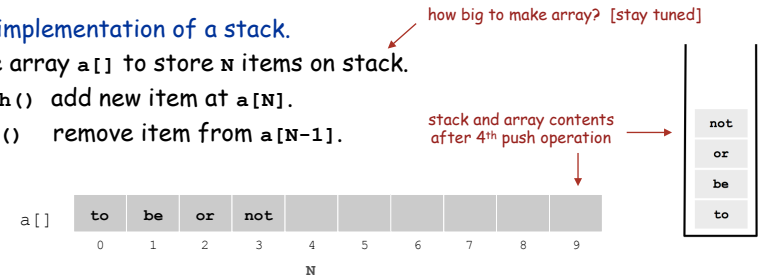 how big to make array? [stay tuned]
implementation of a stack.
array a[] to store N items on stack.
h() add new item at a[N].
() remove item from a[N-1].
stack and array contents
after 4th push operation
not
or
be
to
a[] to be or not
0 1 2 3 4 5 6 7 8 9
N